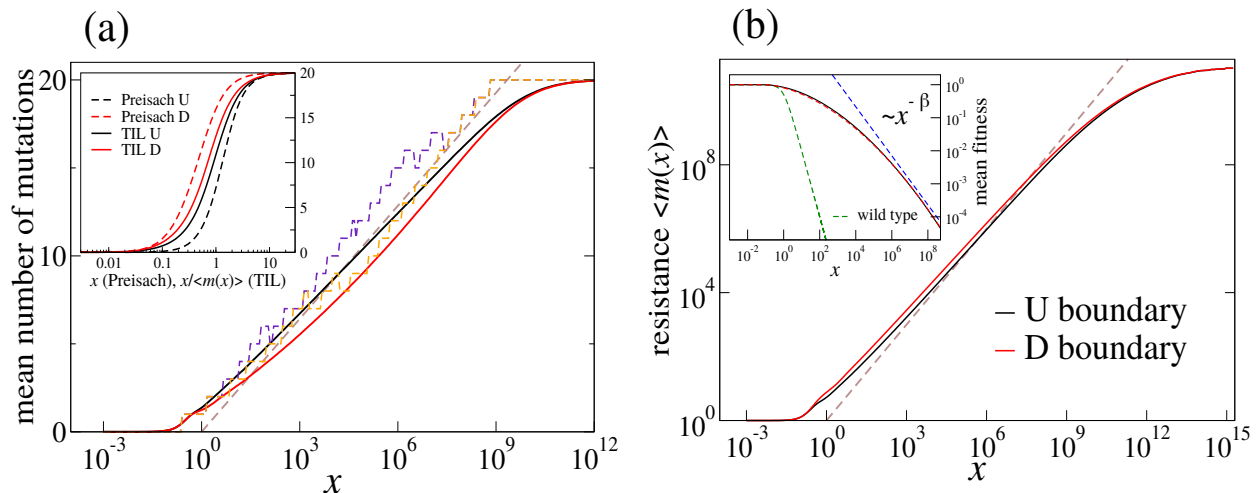 (a)
mean number of mutations
20
10
0
10^-3
10^0
10^3
10^6
10^9
10^12
x
Preisach U
Preisach D
TIL U
TIL D
20
15
10
5
0
0.01
0.1
1
10
x (Preisach), x/<m(x)> (TIL)
(b)
resistance <m(x)>
10^8
10^4
10^0
10^-3
10^0
10^3
10^6
10^9
10^12
10^15
x
U boundary
D boundary
~x^-β
wild type
10^0
10^-1
10^-2
10^-3
10^-4
mean fitness
10^-2
10^0
10^2
10^4
10^6
10^8
x